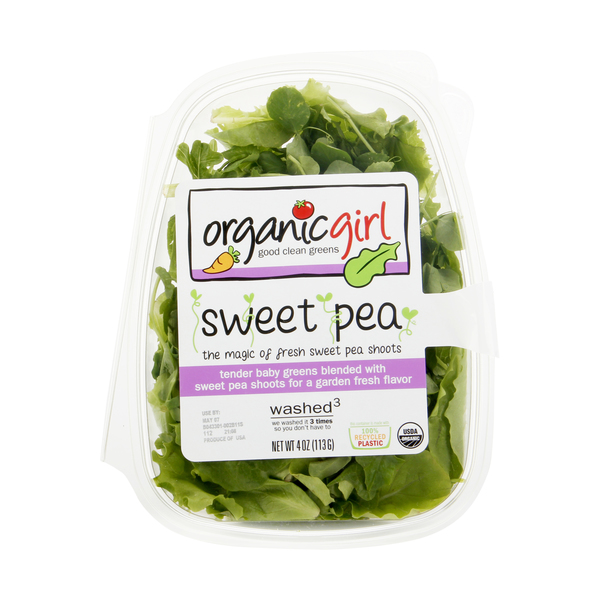 organicgirl
good clean greens
sweet pea
the magic of fresh sweet pea shoots
tender baby greens blended with
sweet pea shoots for a garden fresh flavor
washed³
we washed it 3 times
so you don't have to
USE BY:
PRODUCE OF USA
100%
RECYCLED
PLASTIC
USDA
ORGANIC
NET WT 4 OZ (113 G)